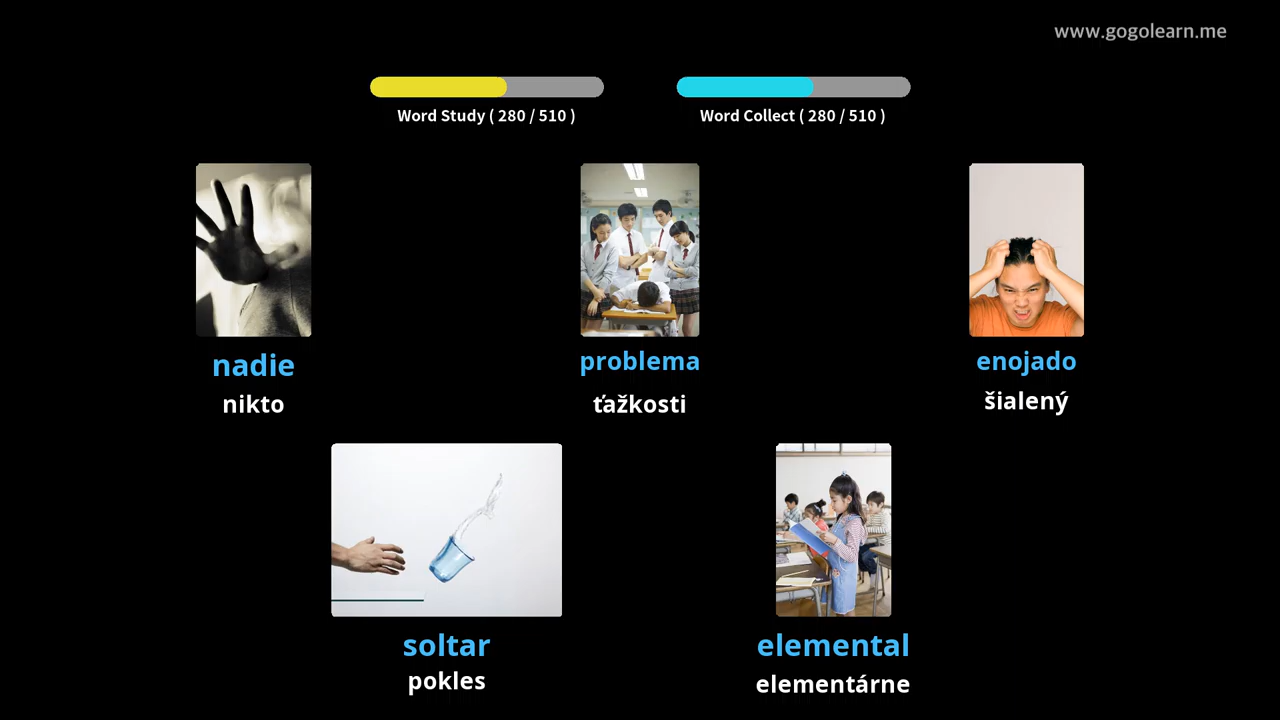 www.gogolearn.me
Word Study ( 280 / 510 )
Word Collect ( 280 / 510 )
nadie
nikto
problema
ťažkosti
enojado
šialený
soltar
pokles
elemental
elementárne